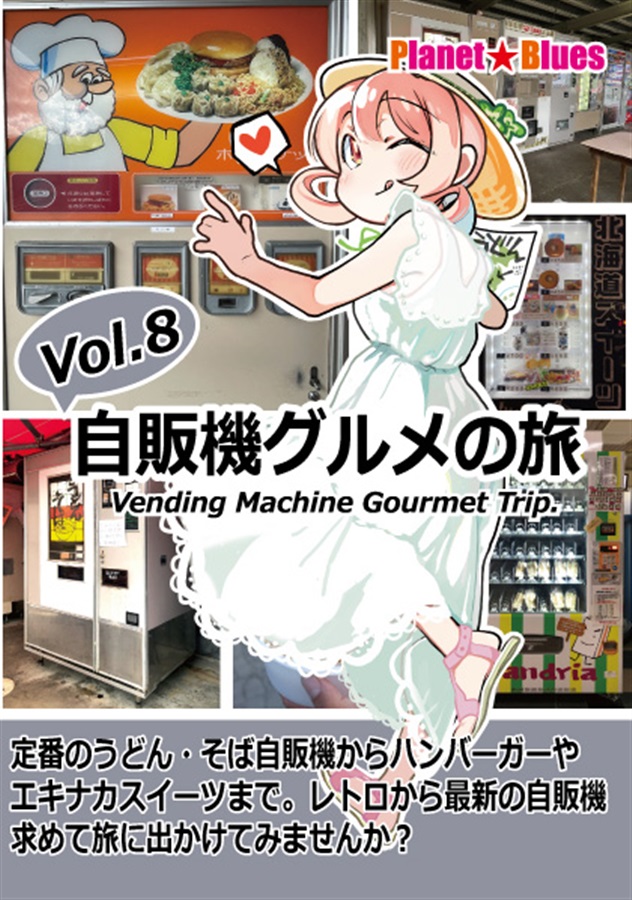 Planet★Blues
Vol.8
自販機グルメの旅
Vending Machine Gourmet Trip.
北海道スイーツ
andria
定番のうどん・そば自販機からハンバーガーや
エキナカスイーツまで。レトロから最新の自販機
求めて旅に出かけてみませんか？